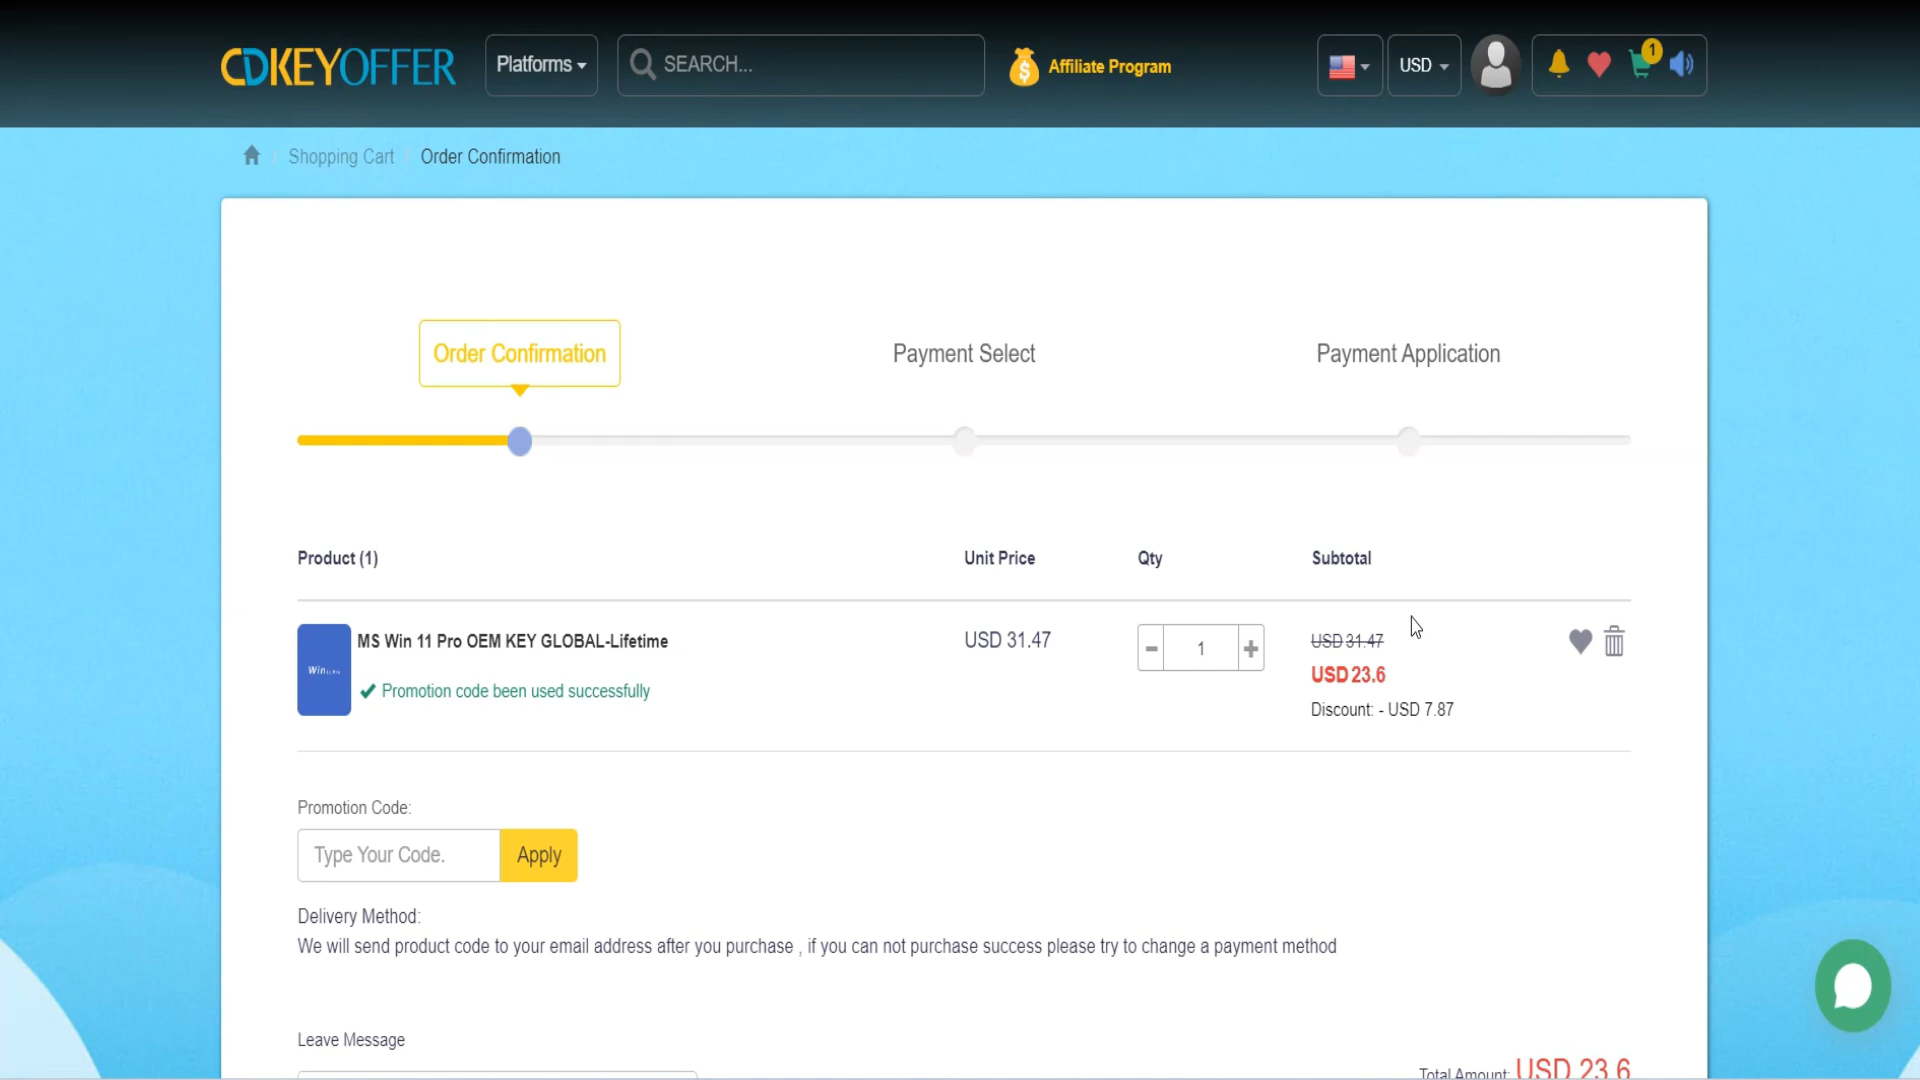 CDKEYOFFER Platforms SEARCH... Affiliate Program USD 1
Shopping Cart Order Confirmation
Order Confirmation Payment Select Payment Application
Product (1) Unit Price Qty Subtotal
MS Win 11 Pro OEM KEY GLOBAL-Lifetime USD 31.47 1 USD 31.47
Win
USD 23.6
Promotion code been used successfully
Discount: - USD 7.87
Promotion Code:
Type Your Code. Apply
Delivery Method:
We will send product code to your email address after you purchase , if you can not purchase success please try to change a payment method
Leave Message
Total Amount: USD 23.6